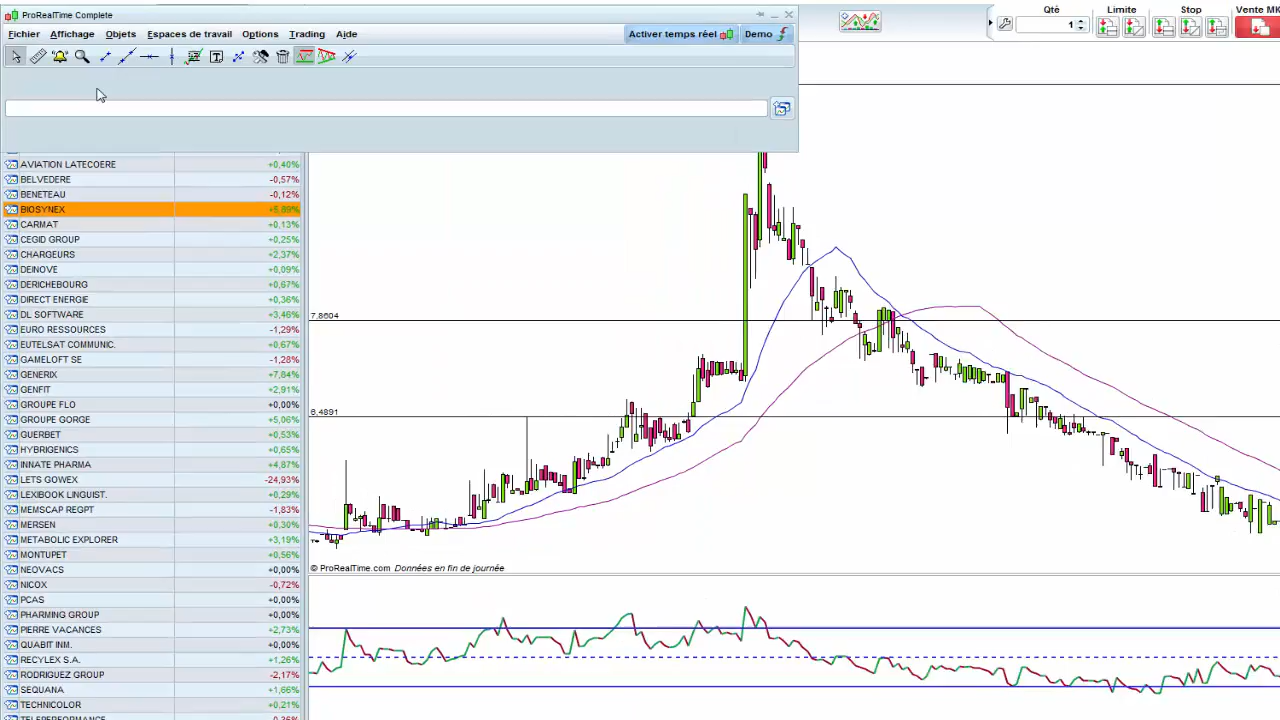 ProRealTime Complete
Fichier Affichage Objets Espaces de travail Options Trading Aide
Activer temps réel Demo
Qtè Limite Stop Vente MK
1
AVIATION LATECOERE +0,40%
BELVEDERE -0,57%
BENETEAU -0,12%
BIOSYNEX +5,89%
CARMAT +0,13%
CEGID GROUP +0,25%
CHARGEURS +2,37%
DEINOVE +0,09%
DERICHEBOURG +0,67%
DIRECT ENERGIE +0,36%
DL SOFTWARE +3,46%
EURO RESSOURCES -1,29%
EUTELSAT COMMUNIC. +0,67%
GAMELOFT SE -1,28%
GENERIX +7,84%
GENFIT +2,91%
GROUPE FLO +0,00%
GROUPE GORGE +5,06%
GUERBET +0,53%
HYBRIGENICS +0,65%
INNATE PHARMA +4,87%
LETS GOWEX -24,93%
LEXIBOOK LINGUIST. +0,29%
MEMSCAP REGPT -1,83%
MERSEN +0,30%
METABOLIC EXPLORER +3,19%
MONTUPET +0,56%
NEOVACS +0,00%
NICOX -0,72%
PCAS +0,00%
PHARMING GROUP +0,00%
PIERRE VACANCES +2,73%
QUABIT INM. +0,00%
RECYLEX S.A. +1,26%
RODRIGUEZ GROUP -2,17%
SEQUANA +1,66%
TECHNICOLOR +0,21%
TELEPERFORMANCE -0,36%
7,8604
6,4891
© ProRealTime.com Données en fin de journée